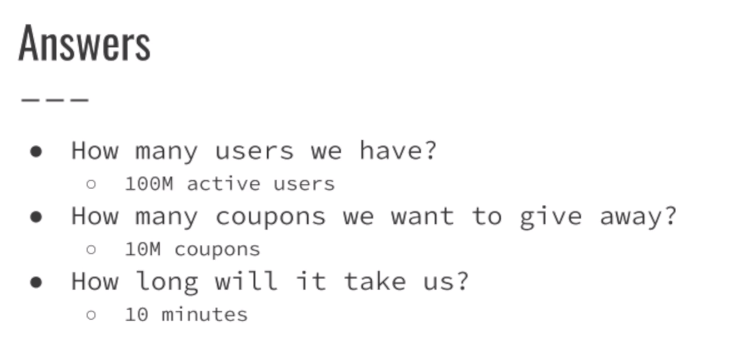 Answers
● How many users we have?
○ 100M active users
● How many coupons we want to give away?
○ 10M coupons
● How long will it take us?
○ 10 minutes